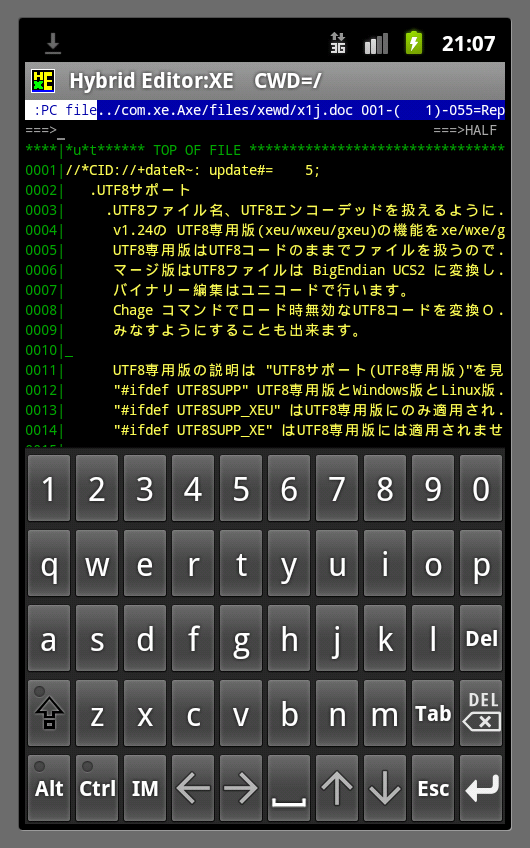 3G 21:07
XE Hybrid Editor:XE CWD=/
:PC file../com.xe.Axe/files/xewd/x1j.doc 001-( 1)-055=Rep
===>_ ===>HALF
****|*u*t****** TOP OF FILE ********************************
0001|//*CID://+dateR~: update#= 5;
0002| .UTF8サポート
0003| .UTF8ファイル名、UTF8エンコーデッドを扱えるように.
0004| v1.24の UTF8専用版(xeu/wxeu/gxeu)の機能をxe/wxe/g
0005| UTF8専用版はUTF8コードのままでファイルを扱うので.
0006| マージ版はUTF8ファイルは BigEndian UCS2 に変換し.
0007| バイナリー編集はユニコードで行います。
0008| Chage コマンドでロード時無効なUTF8コードを変換Ｏ.
0009| みなすようにすることも出来ます。
0010|_
0011| UTF8専用版の説明は "UTF8サポート(UTF8専用版)"を見
0012| "#ifdef UTF8SUPP" UTF8専用版とWindows版とLinux版.
0013| "#ifdef UTF8SUPP_XEU" はUTF8専用版にのみ適用され.
0014| "#ifdef UTF8SUPP_XE" はUTF8専用版には適用されませ
1 2 3 4 5 6 7 8 9 0
q w e r t y u i o p
a s d f g h j k l Del
z x c v b n m Tab DEL
Alt Ctrl IM Esc